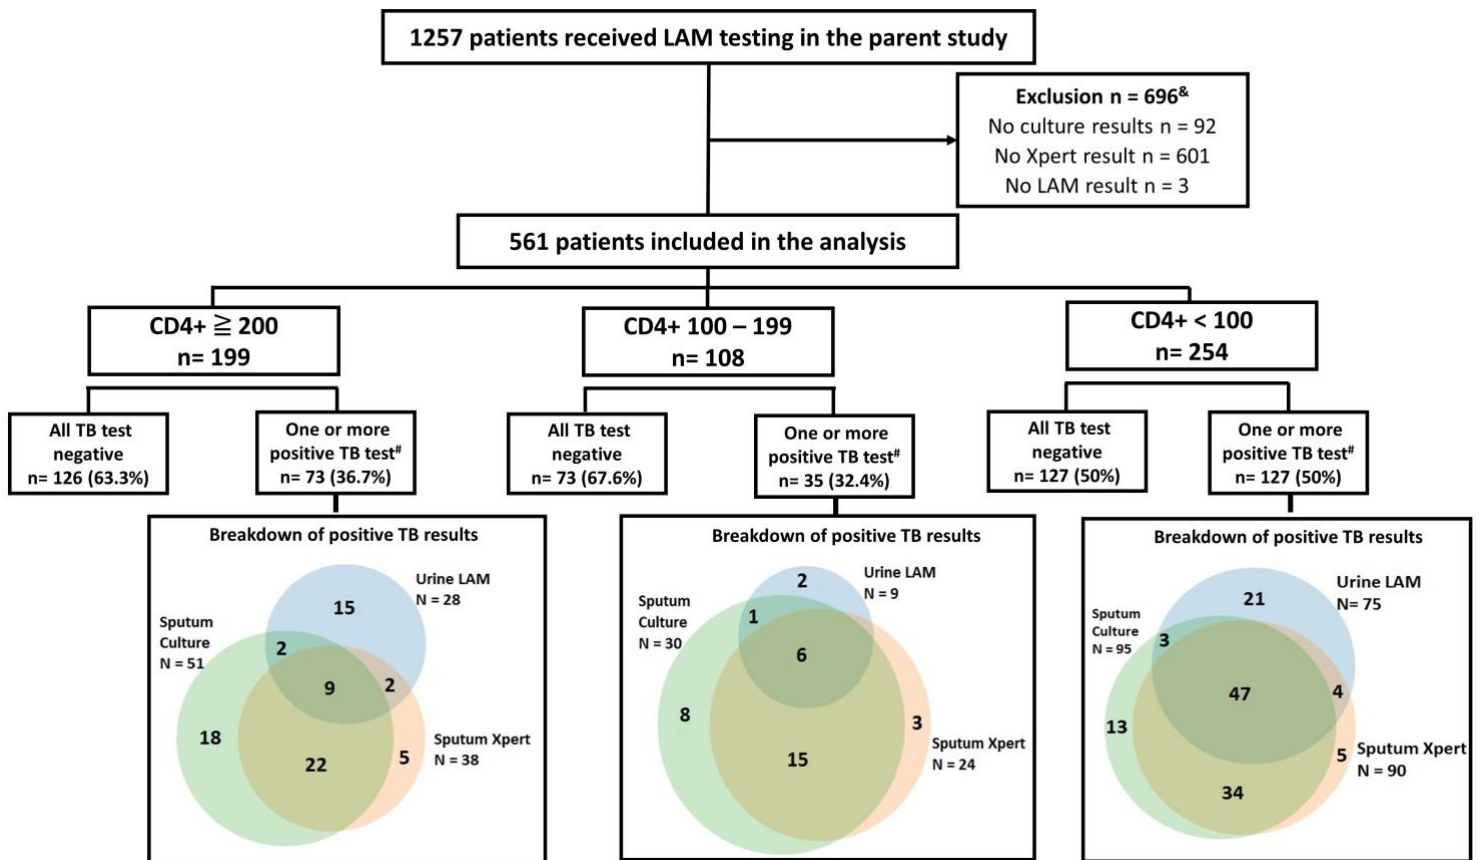 1257 patients received LAM testing in the parent study
Exclusion n = 696&
No culture results n = 92
No Xpert result n = 601
No LAM result n = 3
561 patients included in the analysis
CD4+ ≧ 200
n= 199
CD4+ 100 – 199
n= 108
CD4+ < 100
n= 254
All TB test
negative
n= 126 (63.3%)
One or more
positive TB test#
n= 73 (36.7%)
All TB test
negative
n= 73 (67.6%)
One or more
positive TB test#
n= 35 (32.4%)
All TB test
negative
n= 127 (50%)
One or more
positive TB test#
n= 127 (50%)
Breakdown of positive TB results
Urine LAM
N = 28
15
Sputum
Culture
N = 51
2
9
2
18
22
5
Sputum Xpert
N = 38
Breakdown of positive TB results
Urine LAM
N = 9
2
Sputum
Culture
N = 30
1
6
8
15
3
Sputum Xpert
N = 24
Breakdown of positive TB results
Urine LAM
N= 75
21
Sputum
Culture
N = 95
3
47
4
13
34
5
Sputum Xpert
N = 90